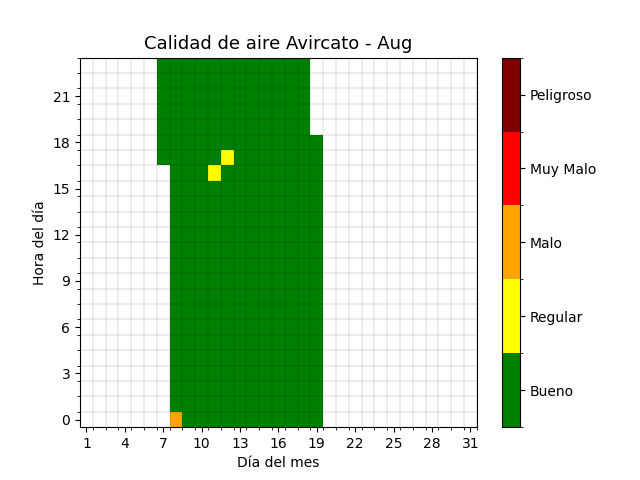 Calidad de aire Avircato - Aug
Hora del día
21
18
15
12
9
6
3
0
1 4 7 10 13 16 19 22 25 28 31
Día del mes
Peligroso
Muy Malo
Malo
Regular
Bueno